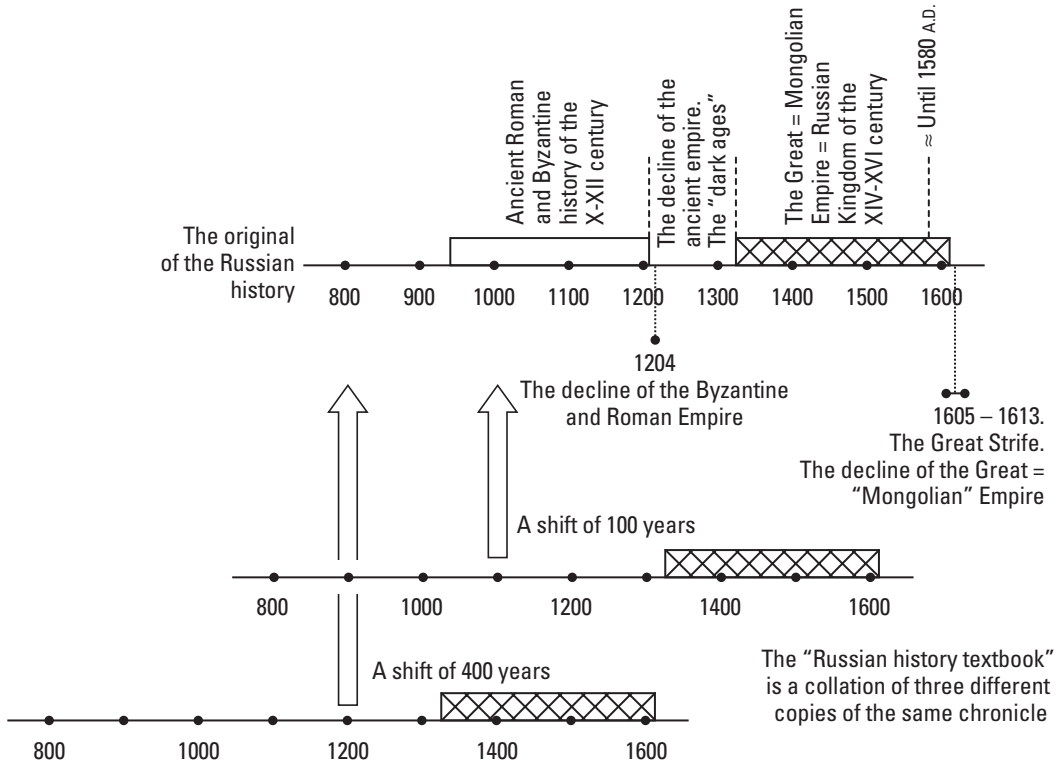 Ancient Roman
and Byzantine
history of the
X-XII century
The decline of the
ancient empire.
The “dark ages”
The Great = Mongolian
Empire = Russian
Kingdom of the
XIV-XVI century
≈ Until 1580 A.D.
The original
of the Russian
history
800 900 1000 1100 1200 1300 1400 1500 1600
1204
The decline of the Byzantine
and Roman Empire
1605 – 1613.
The Great Strife.
The decline of the Great =
“Mongolian” Empire
A shift of 100 years
800 1000 1200 1400 1600
A shift of 400 years
The “Russian history textbook”
is a collation of three different
copies of the same chronicle
800 1000 1200 1400 1600